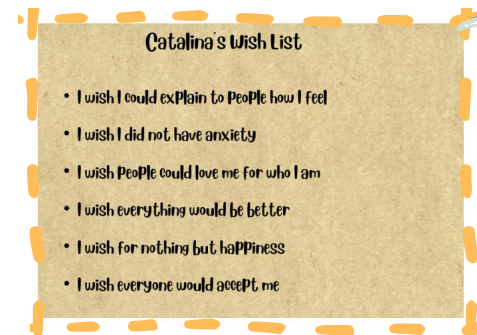 Catalina's Wish List
• I wish I could explain to people how I feel
• I wish I did not have anxiety
• I wish people could love me for who I am
• I wish everything would be better
• I wish for nothing but happiness
• I wish everyone would accept me